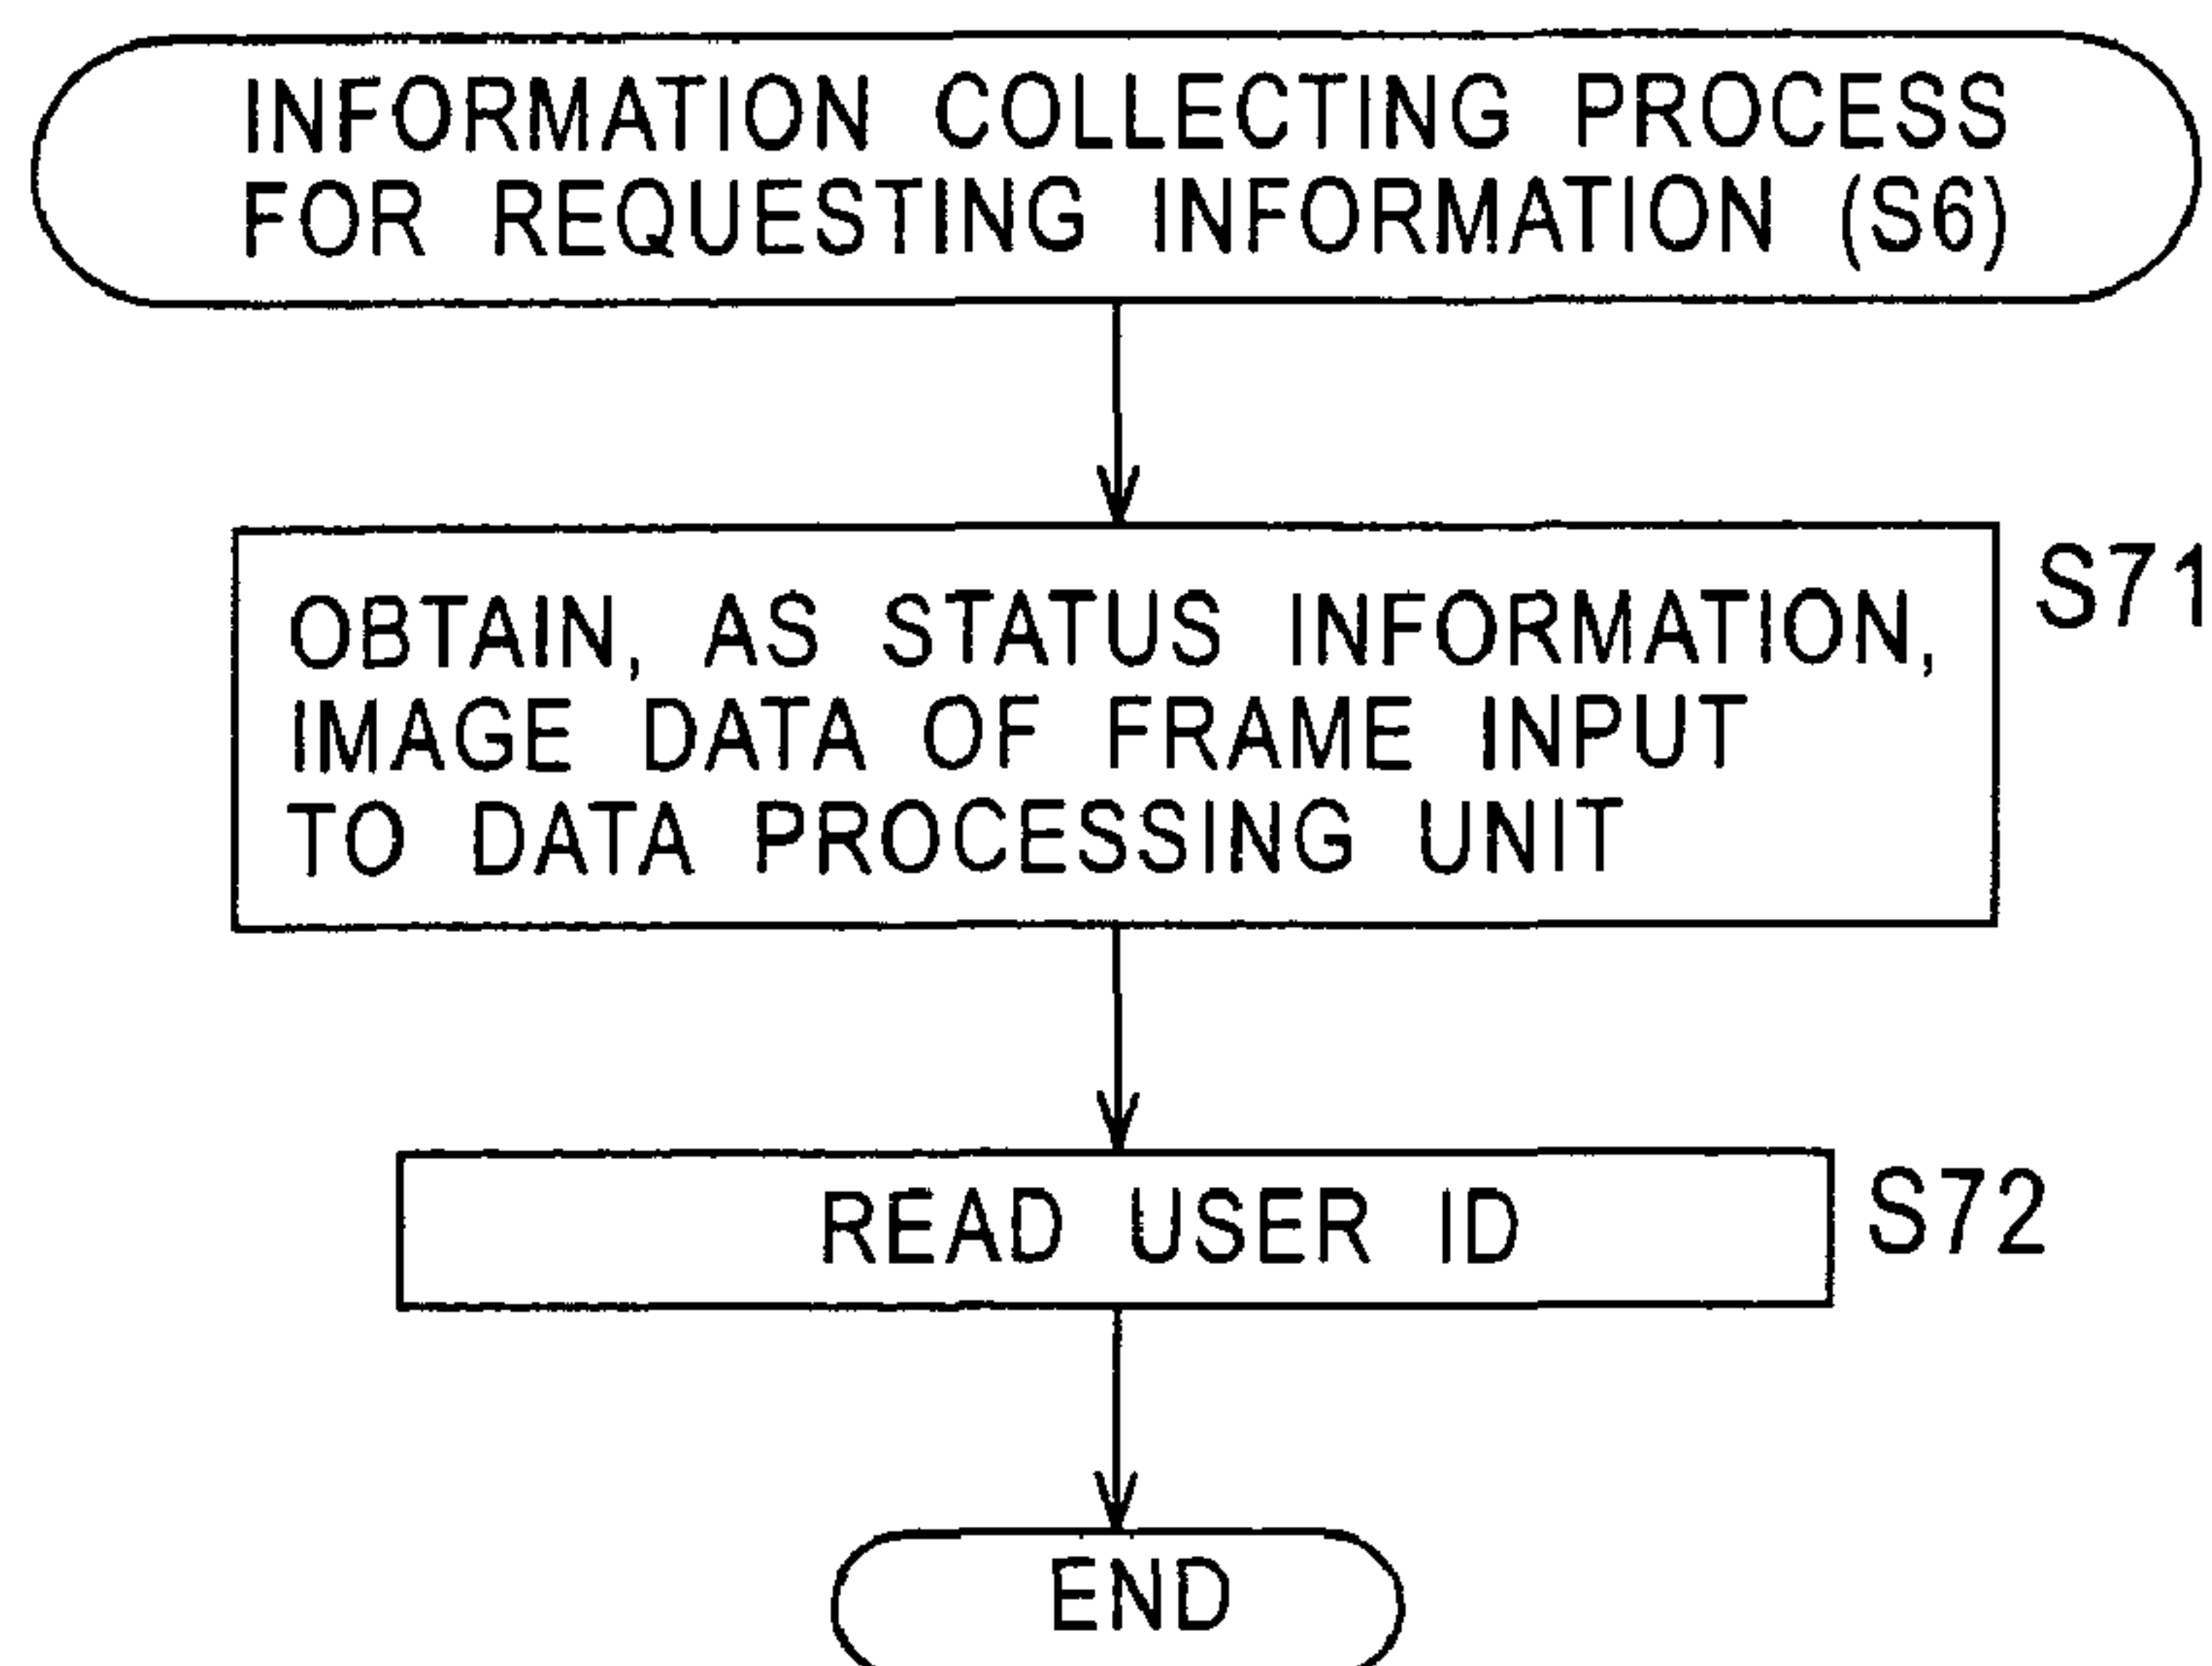 INFORMATION COLLECTING PROCESS
FOR REQUESTING INFORMATION (S6)
S71
OBTAIN, AS STATUS INFORMATION,
IMAGE DATA OF FRAME INPUT
TO DATA PROCESSING UNIT
READ USER ID
S72
END